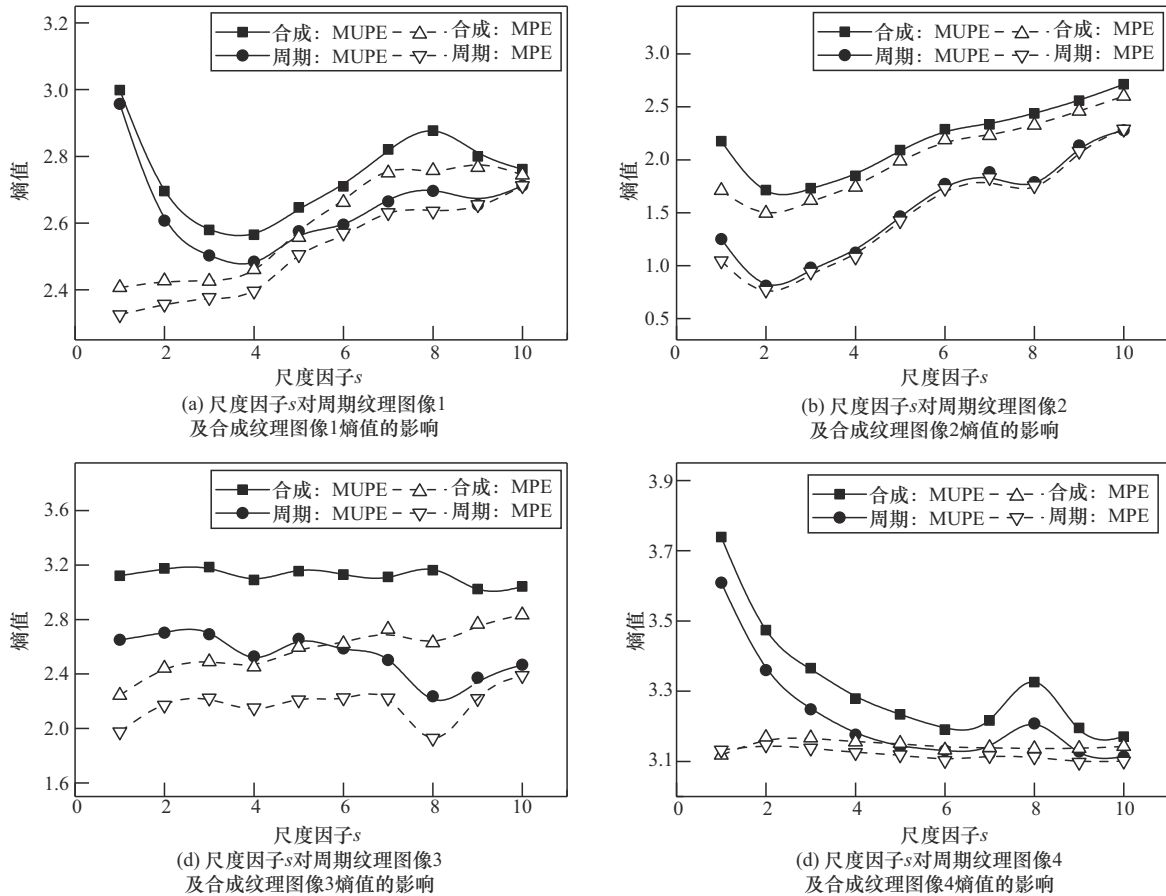 3.2
3.0
2.8
2.6
2.4
熵值
合成：MUPE
合成：MPE
周期：MUPE
周期：MPE
0 2 4 6 8 10
尺度因子s
(a) 尺度因子s对周期纹理图像1
及合成纹理图像1熵值的影响
3.0
2.5
2.0
1.5
1.0
0.5
熵值
合成：MUPE
合成：MPE
周期：MUPE
周期：MPE
0 2 4 6 8 10
尺度因子s
(b) 尺度因子s对周期纹理图像2
及合成纹理图像2熵值的影响
3.6
3.2
2.8
2.4
2.0
1.6
熵值
合成：MUPE
合成：MPE
周期：MUPE
周期：MPE
0 2 4 6 8 10
尺度因子s
(d) 尺度因子s对周期纹理图像3
及合成纹理图像3熵值的影响
3.9
3.7
3.5
3.3
3.1
熵值
合成：MUPE
合成：MPE
周期：MUPE
周期：MPE
0 2 4 6 8 10
尺度因子s
(d) 尺度因子s对周期纹理图像4
及合成纹理图像4熵值的影响